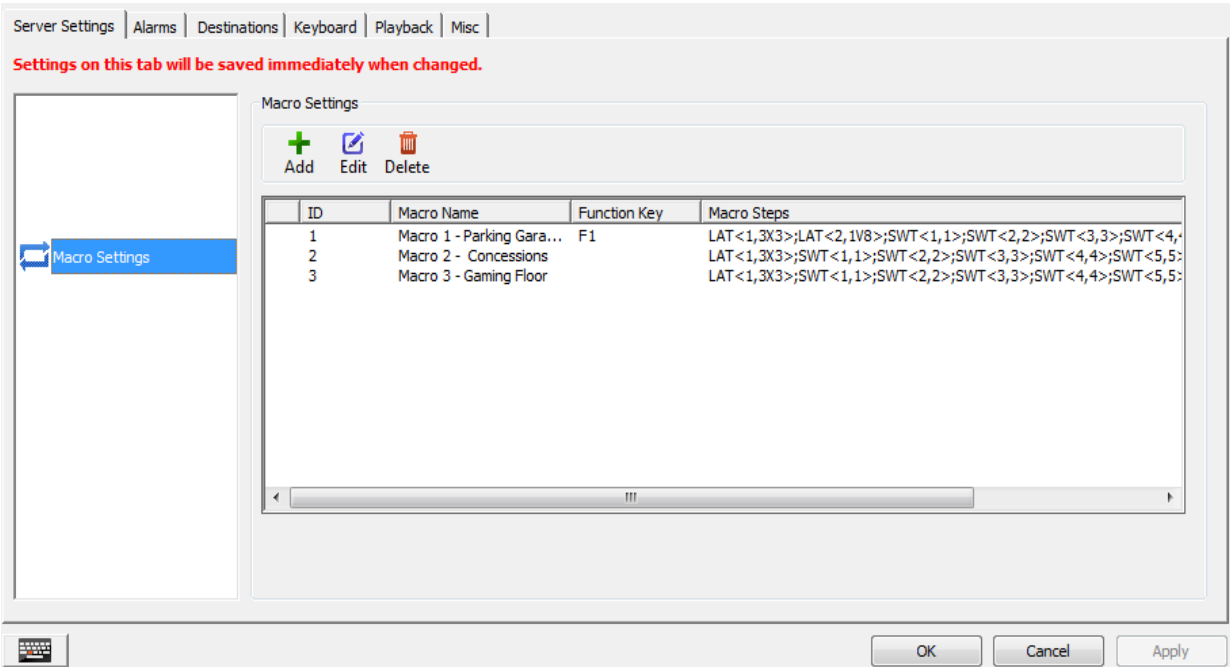 Server Settings Alarms Destinations Keyboard Playback Misc
Settings on this tab will be saved immediately when changed.
Macro Settings
Macro Settings
Add Edit Delete
ID Macro Name Function Key Macro Steps
1 Macro 1 - Parking Gara... F1 LAT<1,3X3>;LAT<2,1V8>;SWT<1,1>;SWT<2,2>;SWT<3,3>;SWT<4,
2 Macro 2 - Concessions LAT<1,3X3>;SWT<1,1>;SWT<2,2>;SWT<3,3>;SWT<4,4>;SWT<5,5>
3 Macro 3 - Gaming Floor LAT<1,3X3>;SWT<1,1>;SWT<2,2>;SWT<3,3>;SWT<4,4>;SWT<5,5>
OK Cancel Apply